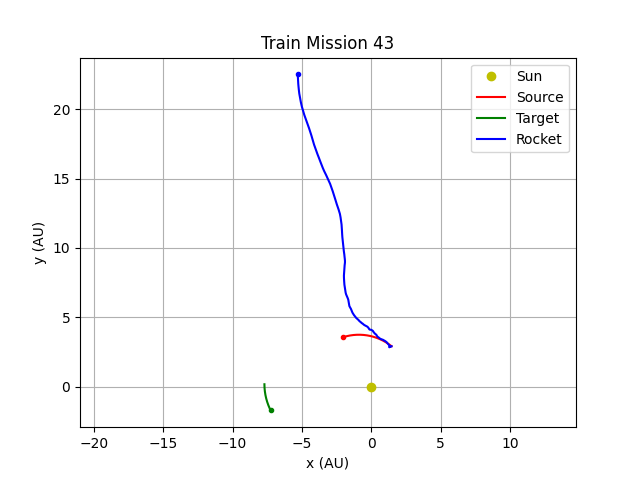 Train Mission 43
Sun
Source
Target
Rocket
20
15
10
5
0
−20
−15
−10
−5
0
5
10
y (AU)
x (AU)